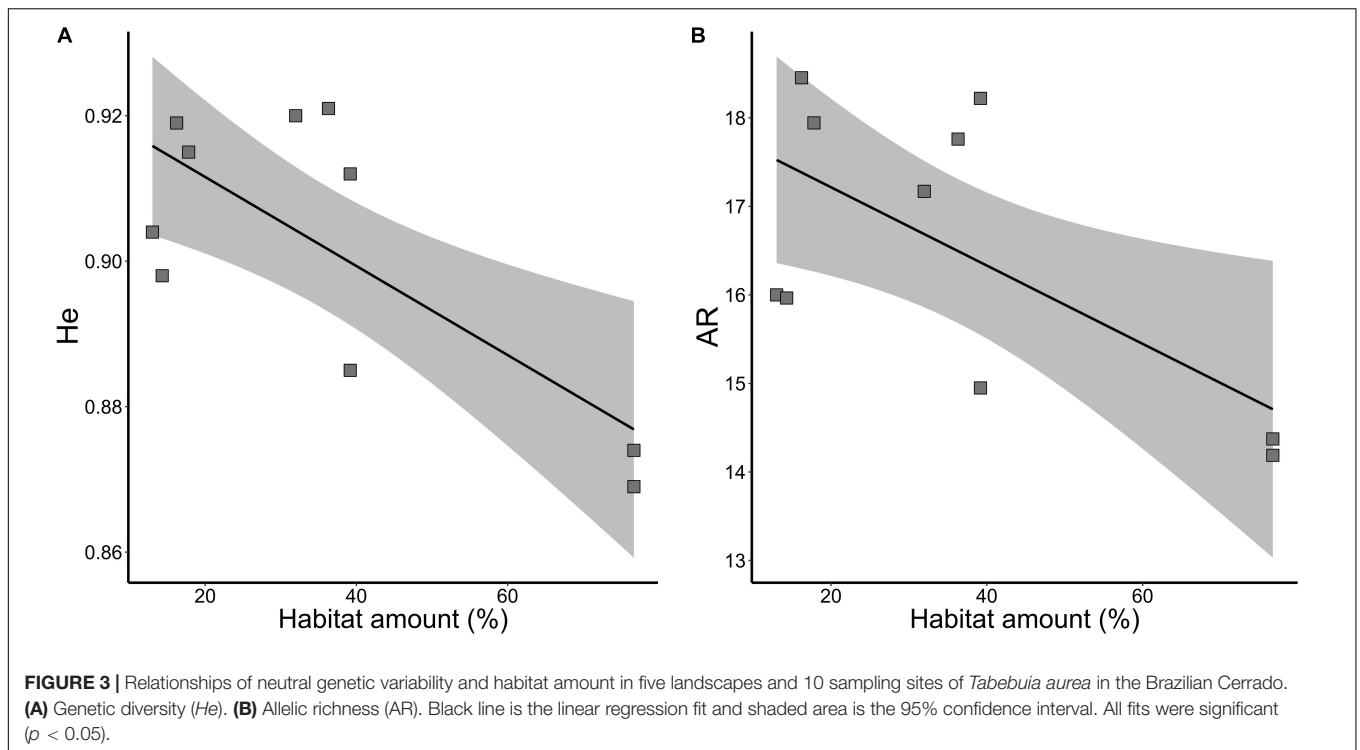 A
B
0.92
0.90
0.88
0.86
He
20 40 60
Habitat amount (%)
18
17
16
15
14
13
AR
20 40 60
Habitat amount (%)
FIGURE 3 | Relationships of neutral genetic variability and habitat amount in five landscapes and 10 sampling sites of Tabebuia aurea in the Brazilian Cerrado.
(A) Genetic diversity (He). (B) Allelic richness (AR). Black line is the linear regression fit and shaded area is the 95% confidence interval. All fits were significant
(p < 0.05).